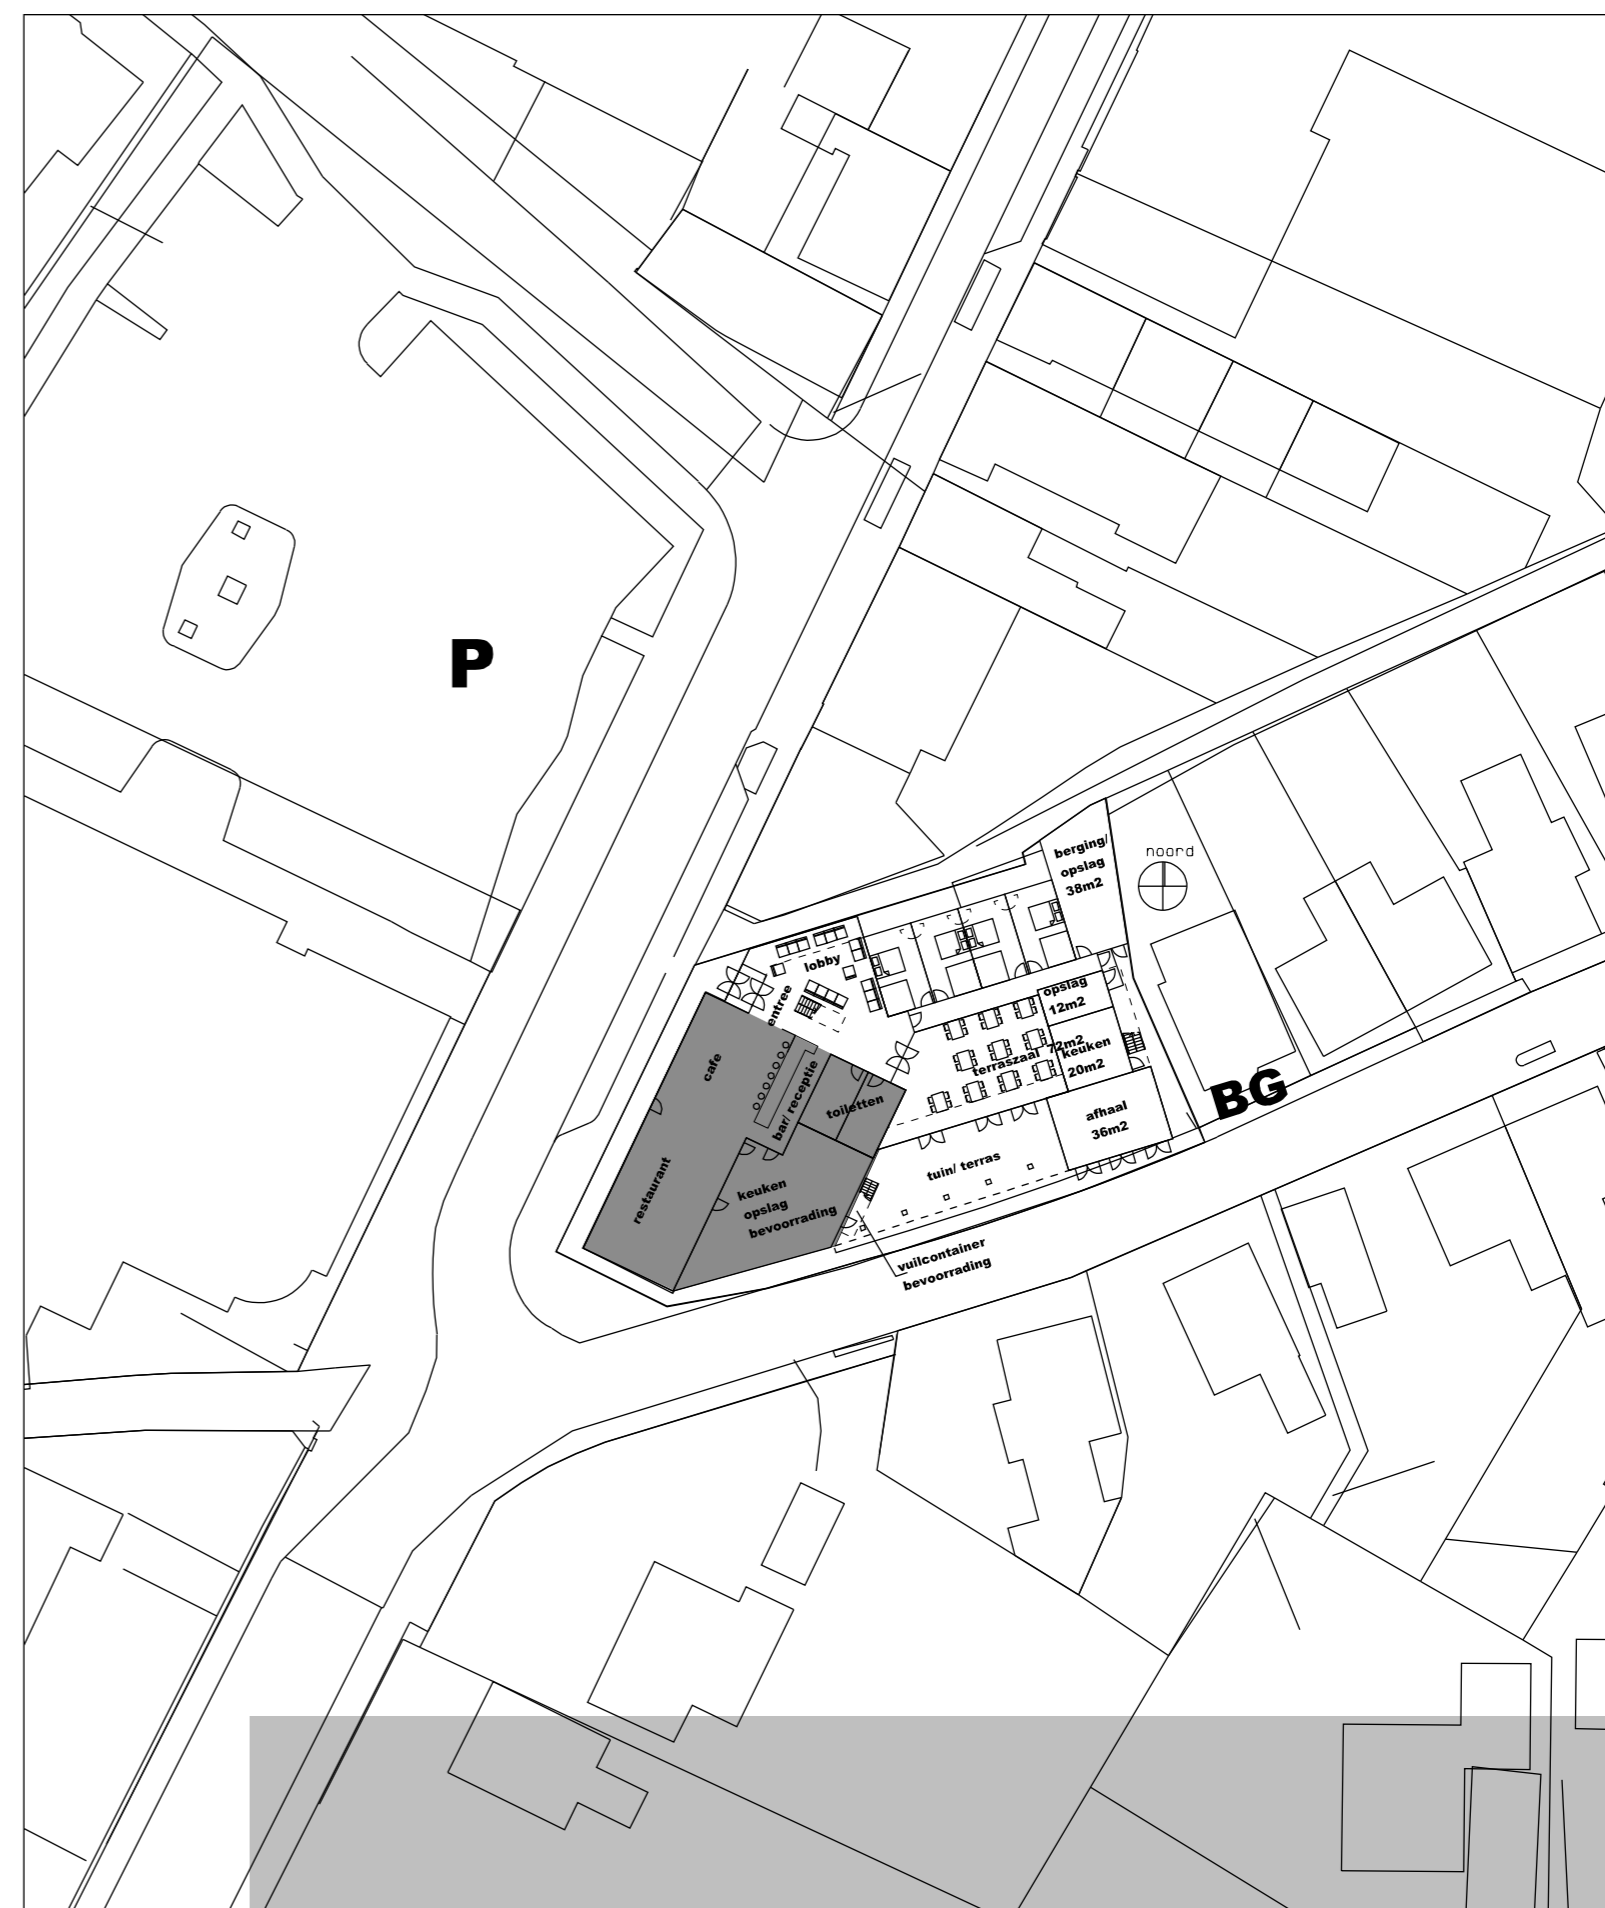 P
noord
berging/
opslag
38m2
lobby
entree
opslag
12m2
cafe
terraszaal 72m2
keuken
20m2
bar/ receptie
toiletten
afhaal
36m2
BG
restaurant
tuin/ terras
keuken
opslag
bevoorrading
vuilcontainer
bevoorrading